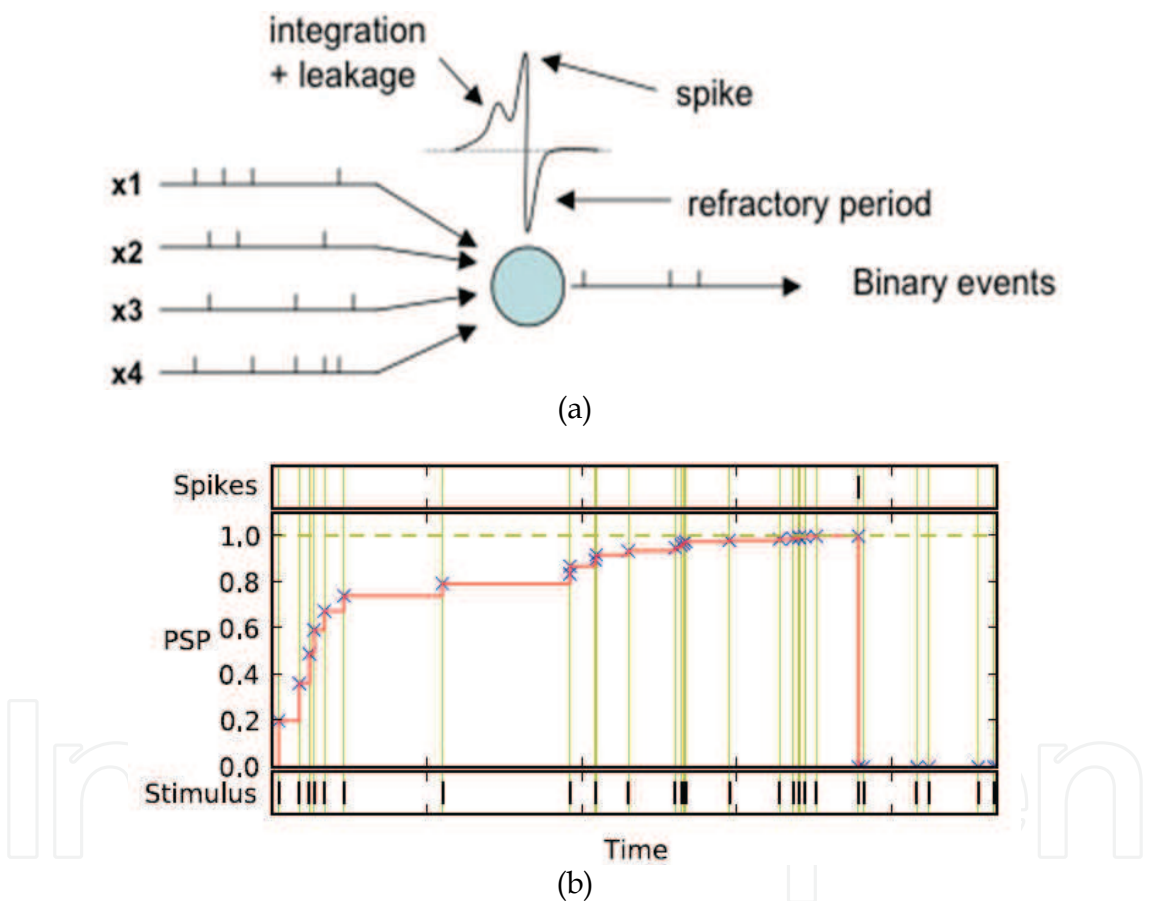 integration
+ leakage
spike
x1
refractory period
x2
Binary events
x3
x4
(a)
Spikes
1.0
0.8
0.6
PSP
0.4
0.2
0.0
Stimulus
Time
(b)